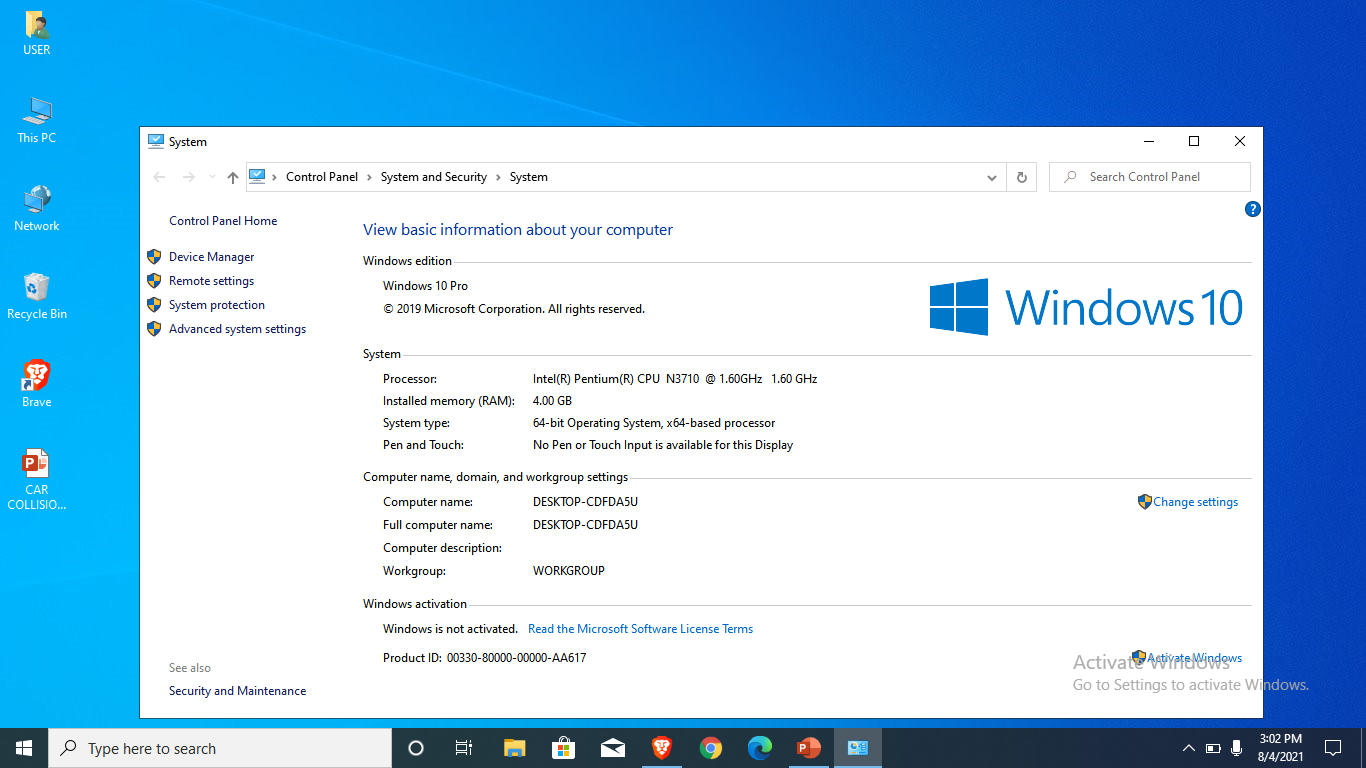 USER
This PC
Network
Recycle Bin
Brave
CAR
COLLISIO...
System
Control Panel › System and Security › System
Search Control Panel
Control Panel Home
Device Manager
Remote settings
System protection
Advanced system settings
See also
Security and Maintenance
View basic information about your computer
Windows edition
Windows 10 Pro
© 2019 Microsoft Corporation. All rights reserved.
Windows 10
System
Processor: Intel(R) Pentium(R) CPU N3710 @ 1.60GHz 1.60 GHz
Installed memory (RAM): 4.00 GB
System type: 64-bit Operating System, x64-based processor
Pen and Touch: No Pen or Touch Input is available for this Display
Computer name, domain, and workgroup settings
Computer name: DESKTOP-CDFDA5U
Change settings
Full computer name: DESKTOP-CDFDA5U
Computer description:
Workgroup: WORKGROUP
Windows activation
Windows is not activated. Read the Microsoft Software License Terms
Product ID: 00330-80000-00000-AA617
Activate Windows
Activate Windows
Go to Settings to activate Windows.
Type here to search
3:02 PM
8/4/2021